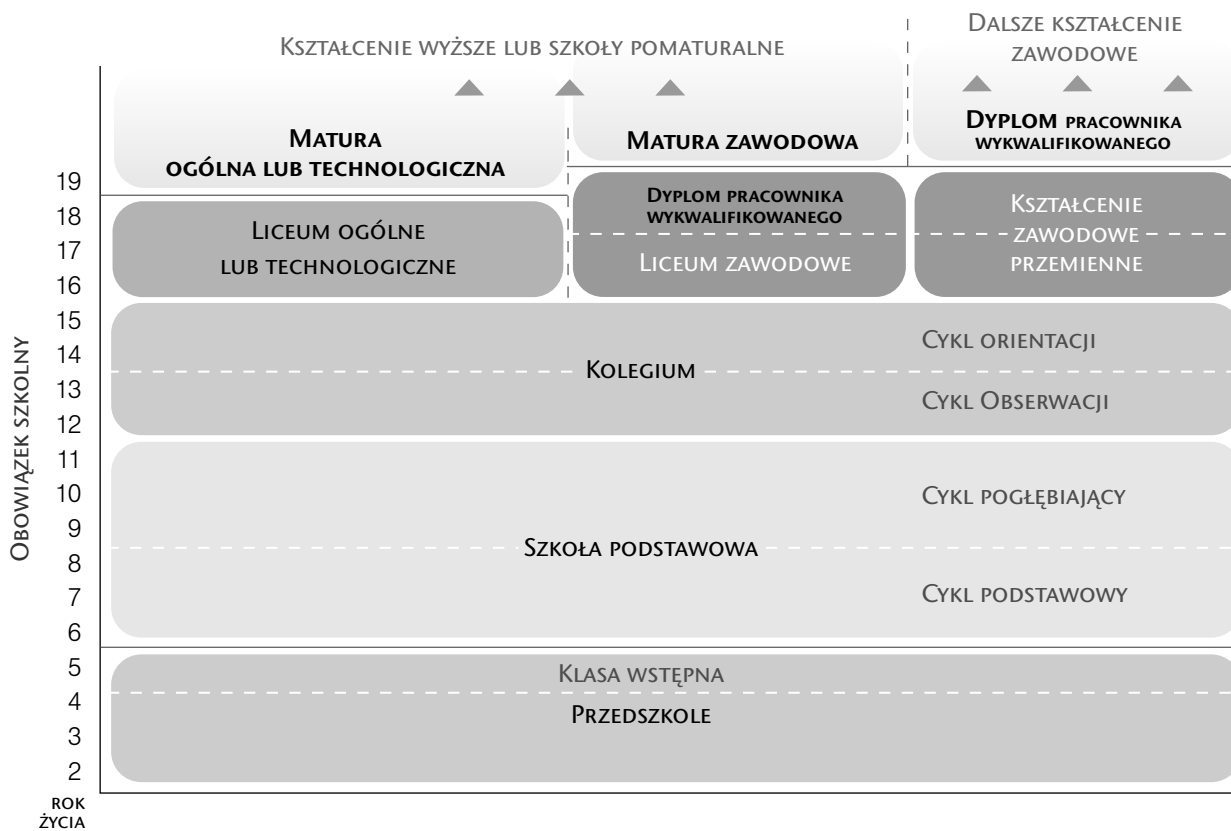 Kształcenie wyższe lub szkoły pomaturalne
Dalsze kształcenie
zawodowe
Matura
ogólna lub technologiczna
Matura zawodowa
Dyplom pracownika
wykwalifikowanego
19
18
17
16
15
14
13
12
11
10
9
8
7
6
5
4
3
2
rok
życia
Obowiązek szkolny
Liceum ogólne
lub technologiczne
Dyplom pracownika
wykwalifikowanego
Liceum zawodowe
Kształcenie
zawodowe
przemienne
Kolegium
Cykl orientacji
Cykl Obserwacji
Szkoła podstawowa
Cykl pogłębiający
Cykl podstawowy
Klasa wstępna
Przedszkole